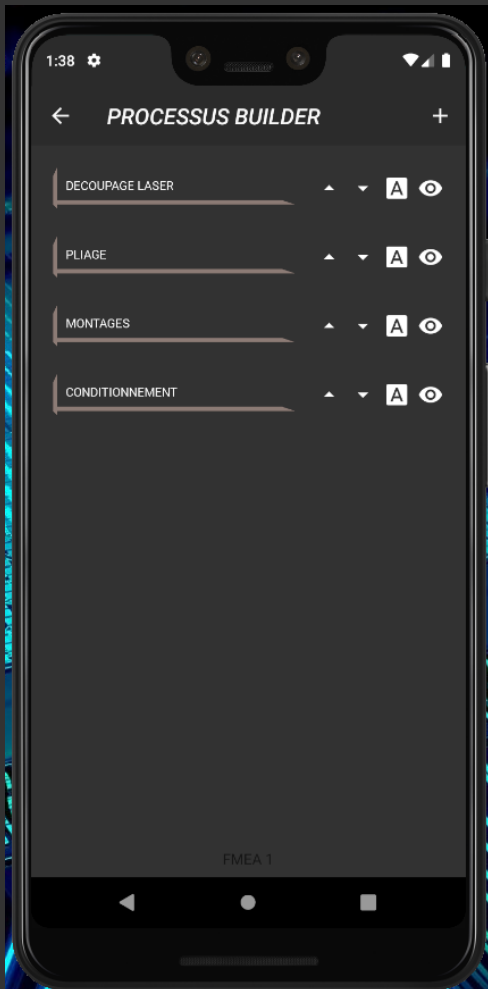 1:38
PROCESSUS BUILDER
DECOUPAGE LASER A
PLIAGE A
MONTAGES A
CONDITIONNEMENT A
FMEA 1